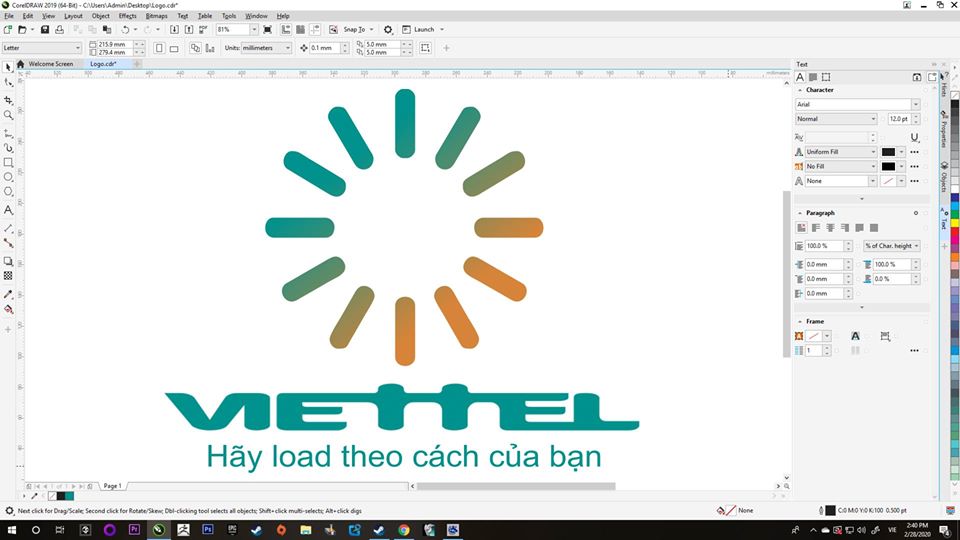 CorelDRAW 2019 (64-Bit) - C:\Users\Admin\Desktop\Logo.cdr*
File Edit View Layout Object Effects Bitmaps Text Table Tools Window Help
81% Snap To Launch
Letter 215.9 mm 279.4 mm Units: millimeters 0.1 mm 5.0 mm 5.0 mm
Welcome Screen Logo.cdr*
millimeters
VIETTEL
Hãy load theo cách của bạn
Text
Character
Arial
Normal 12.0 pt
Uniform Fill
No Fill
None
Paragraph
100.0 % % of Char. height
0.0 mm 100.0 %
0.0 mm 0.0 %
0.0 mm
Frame
1
Hints
Properties
Objects
Text
1 of 1 Page 1
Next click for Drag/Scale; Second click for Rotate/Skew; Dbl-clicking tool selects all objects; Shift+click multi-selects; Alt+click digs
None C:0 M:0 Y:0 K:100 0.500 pt
VIE 2:40 PM
2/28/2020